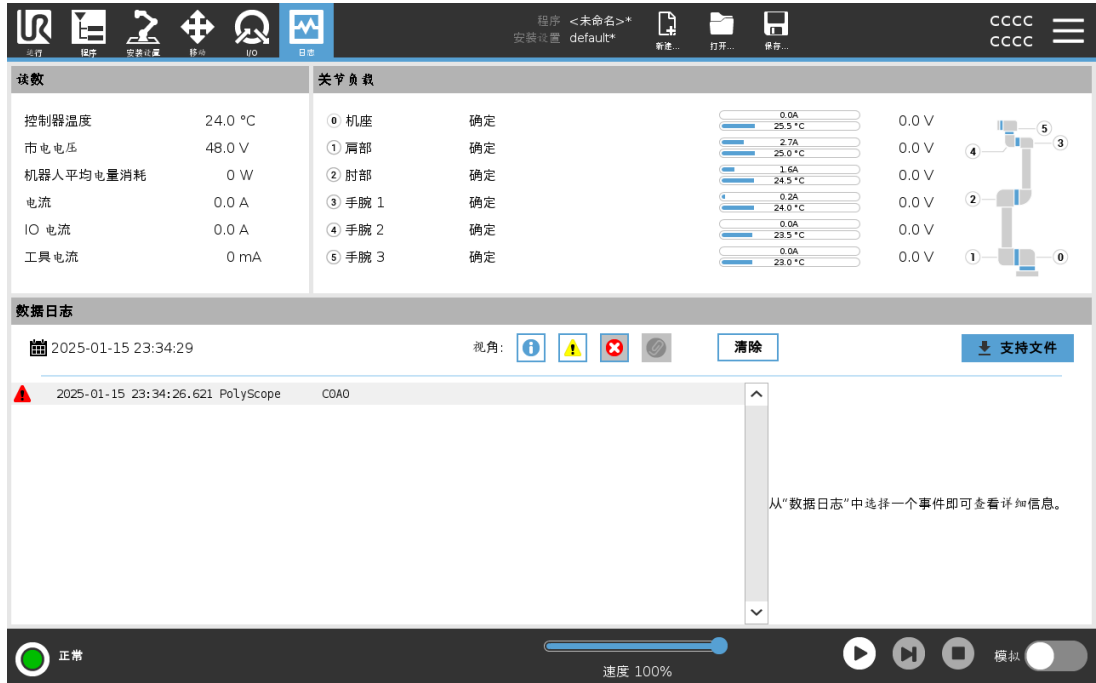 UR
运行 程序 安装设置 移动 I/O 日志
程序 <未命名>*
安装设置 default*
新建... 打开... 保存...
CCCC
CCCC
读数
控制器温度 24.0 °C
市电电压 48.0 V
机器人平均电量消耗 0 W
电流 0.0 A
IO 电流 0.0 A
工具电流 0 mA
关节负载
0 机座 确定 0.0A 25.5 °C 0.0 V
1 肩部 确定 2.7A 25.0 °C 0.0 V
2 肘部 确定 1.6A 24.5 °C 0.0 V
3 手腕 1 确定 0.2A 24.0 °C 0.0 V
4 手腕 2 确定 0.0A 23.5 °C 0.0 V
5 手腕 3 确定 0.0A 23.0 °C 0.0 V
5
3
4
2
1 0
数据日志
2025-01-15 23:34:29 视角: 清除 支持文件
2025-01-15 23:34:26.621 PolyScope C0A0
从“数据日志”中选择一个事件即可查看详细信息。
正常
速度 100%
模拟